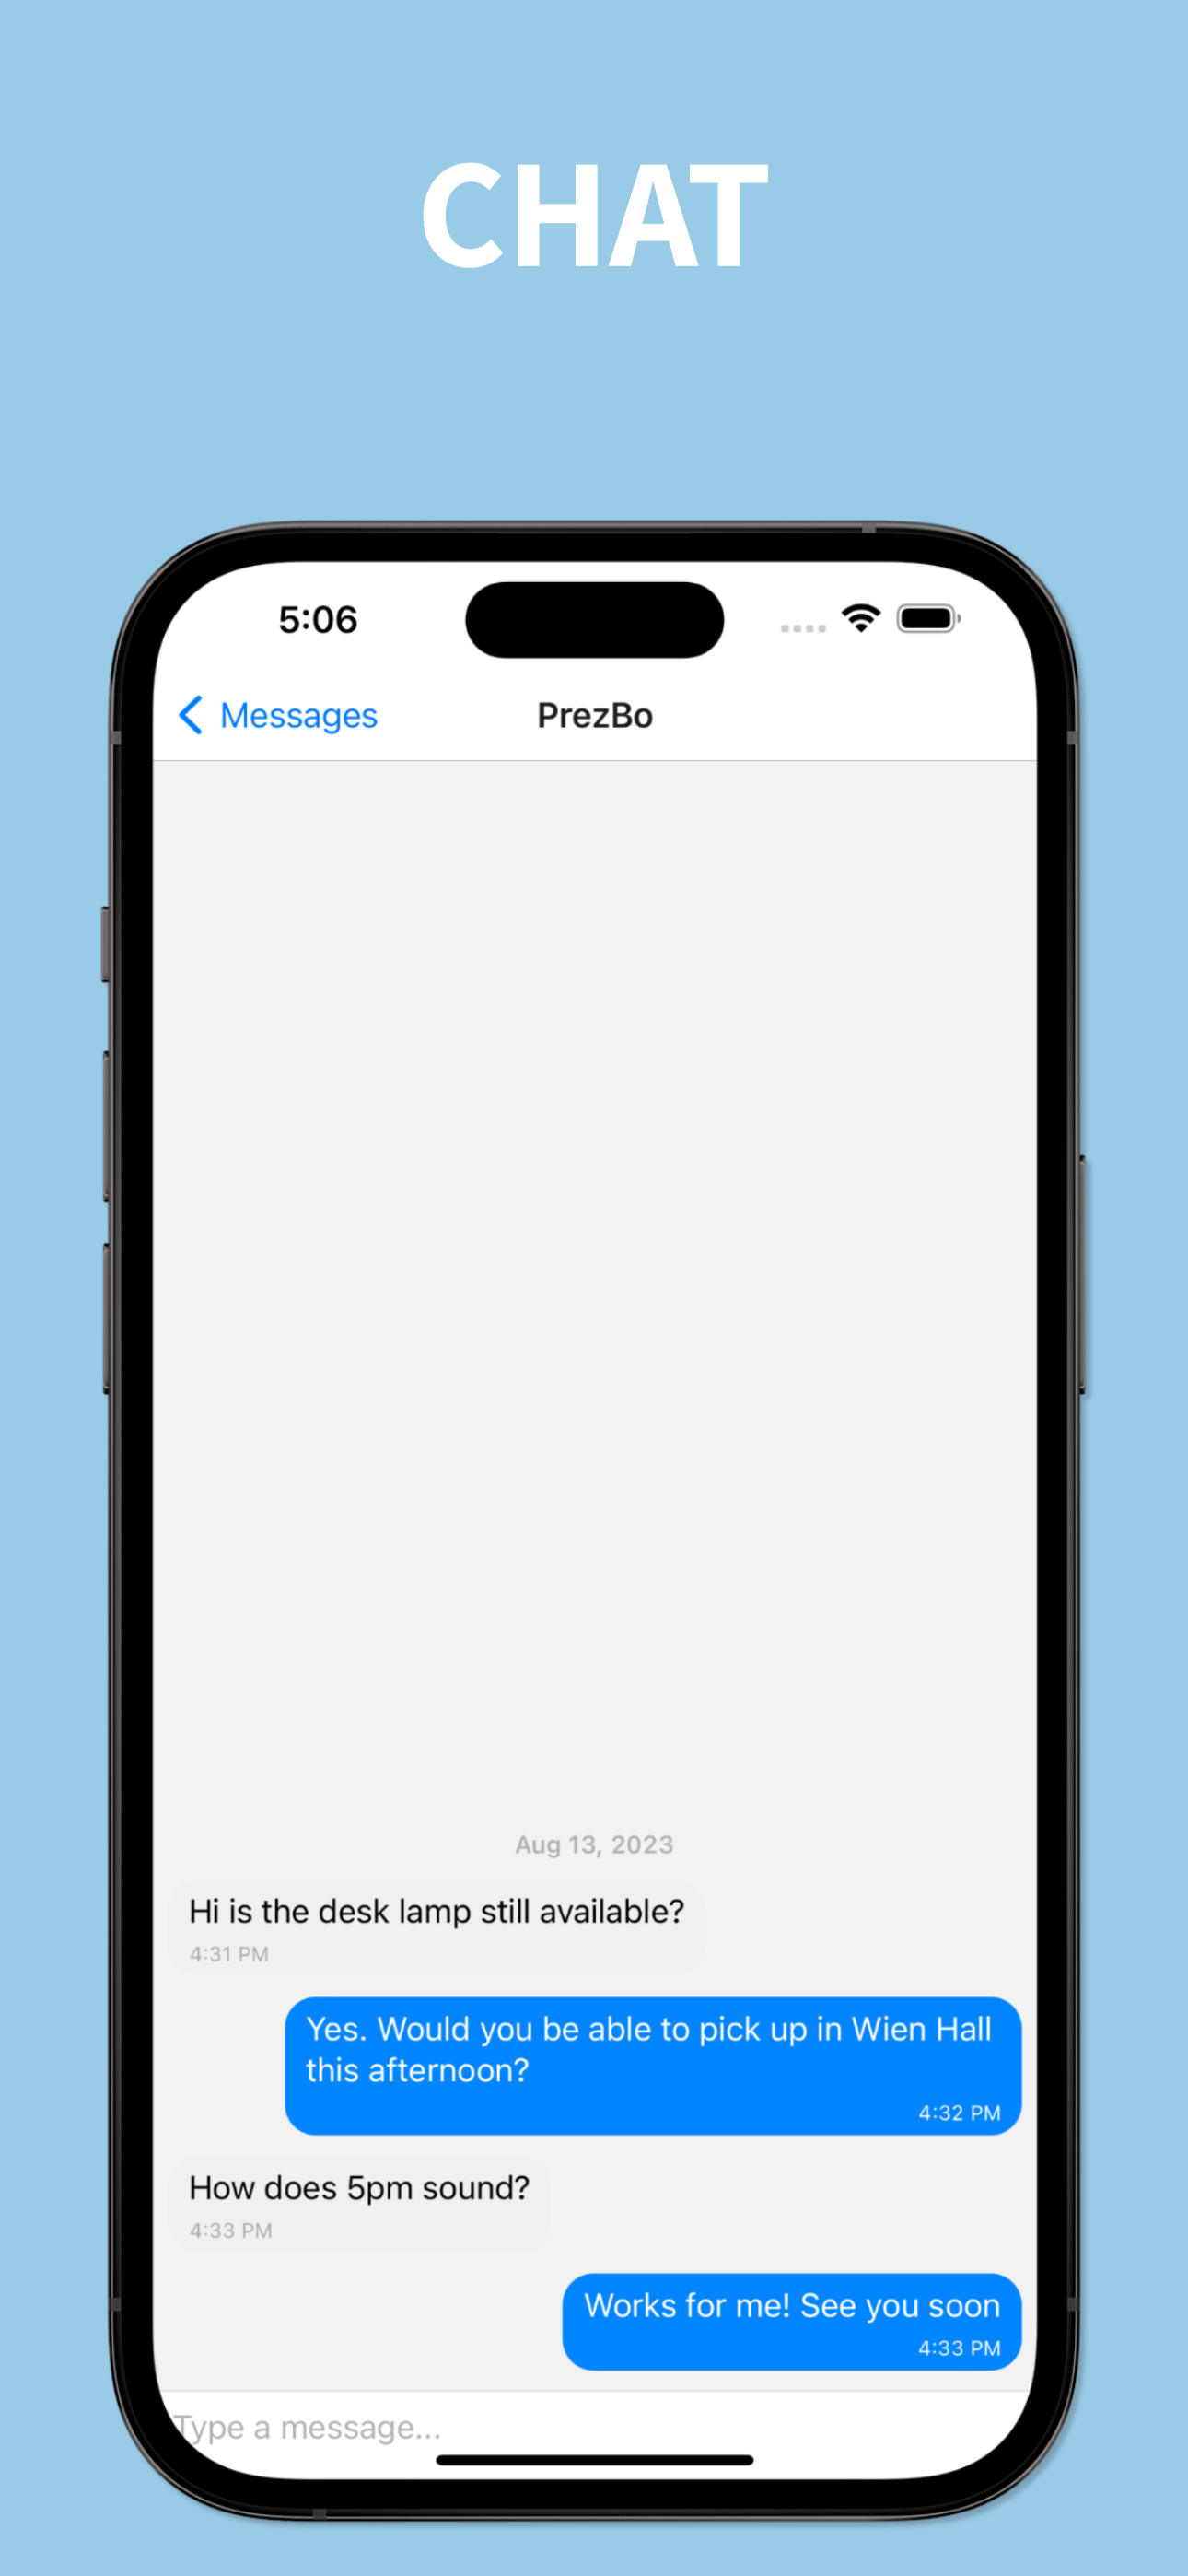 CHAT
5:06
Messages
PrezBo
Aug 13, 2023
Hi is the desk lamp still available?
4:31 PM
Yes. Would you be able to pick up in Wien Hall
this afternoon?
4:32 PM
How does 5pm sound?
4:33 PM
Works for me! See you soon
4:33 PM
Type a message...